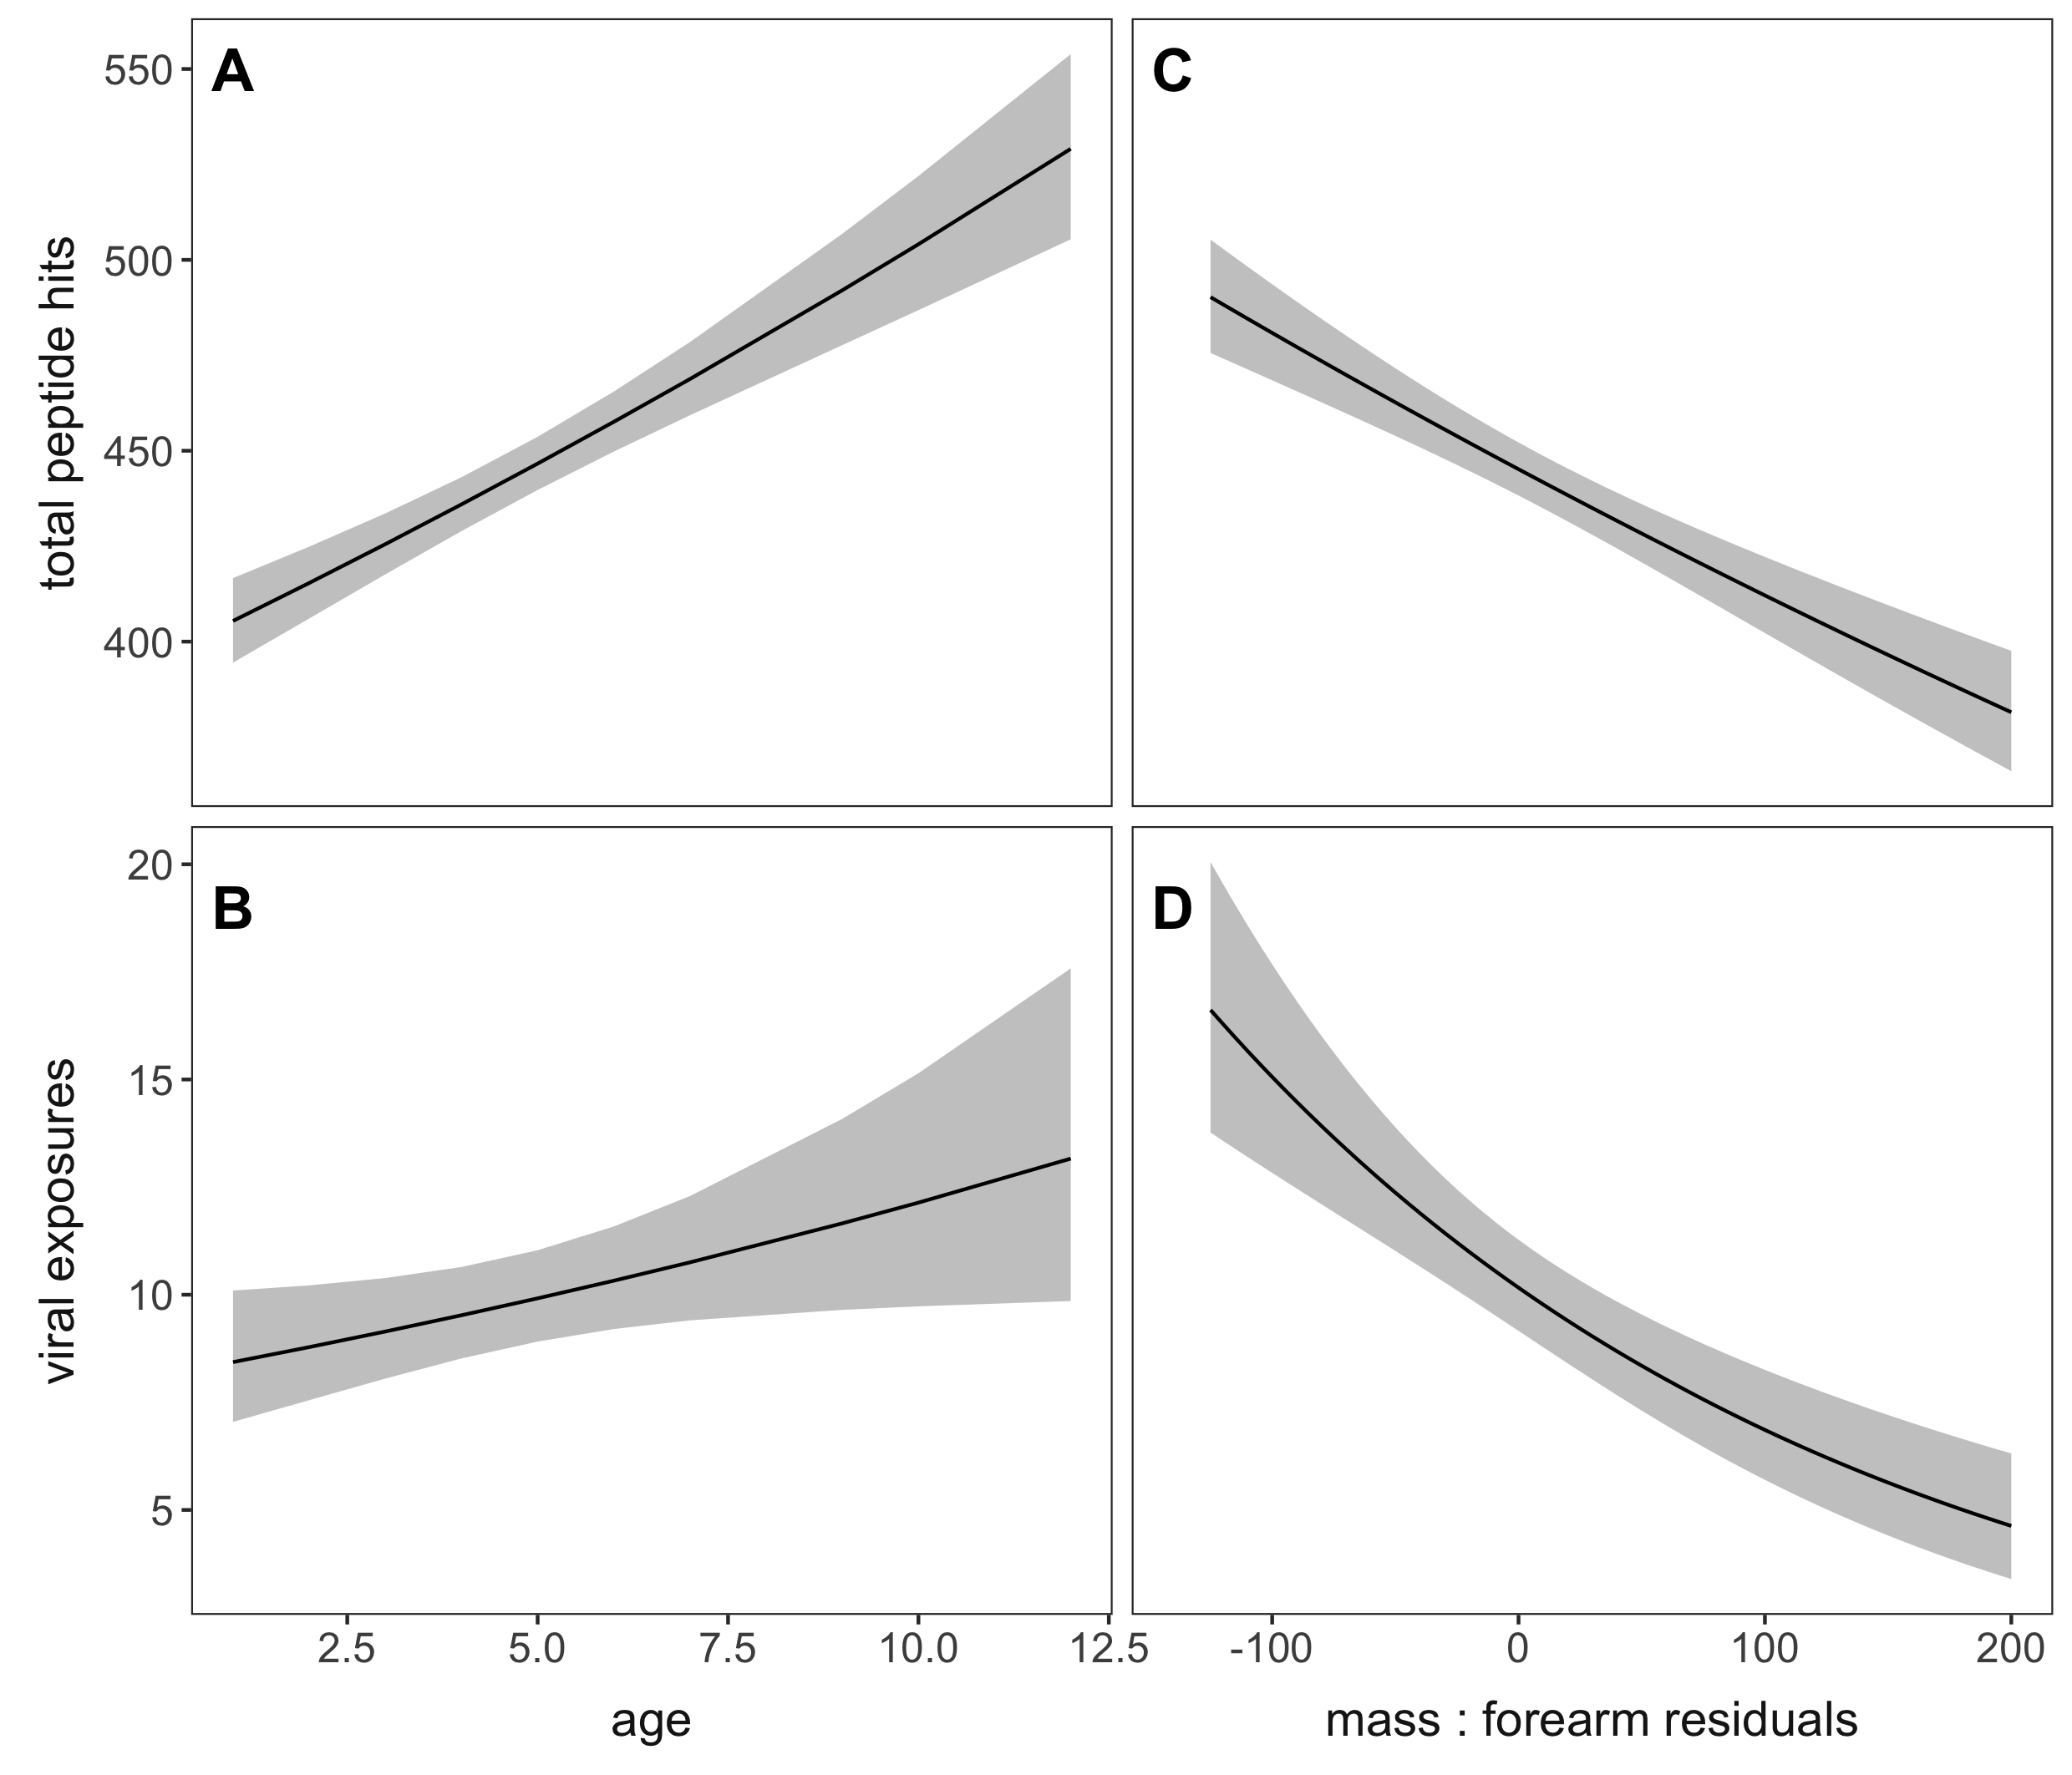 A
C
550
500
450
400
total peptide hits
B
D
20
15
10
5
viral exposures
2.5 5.0 7.5 10.0 12.5 -100 0 100 200
age
mass : forearm residuals